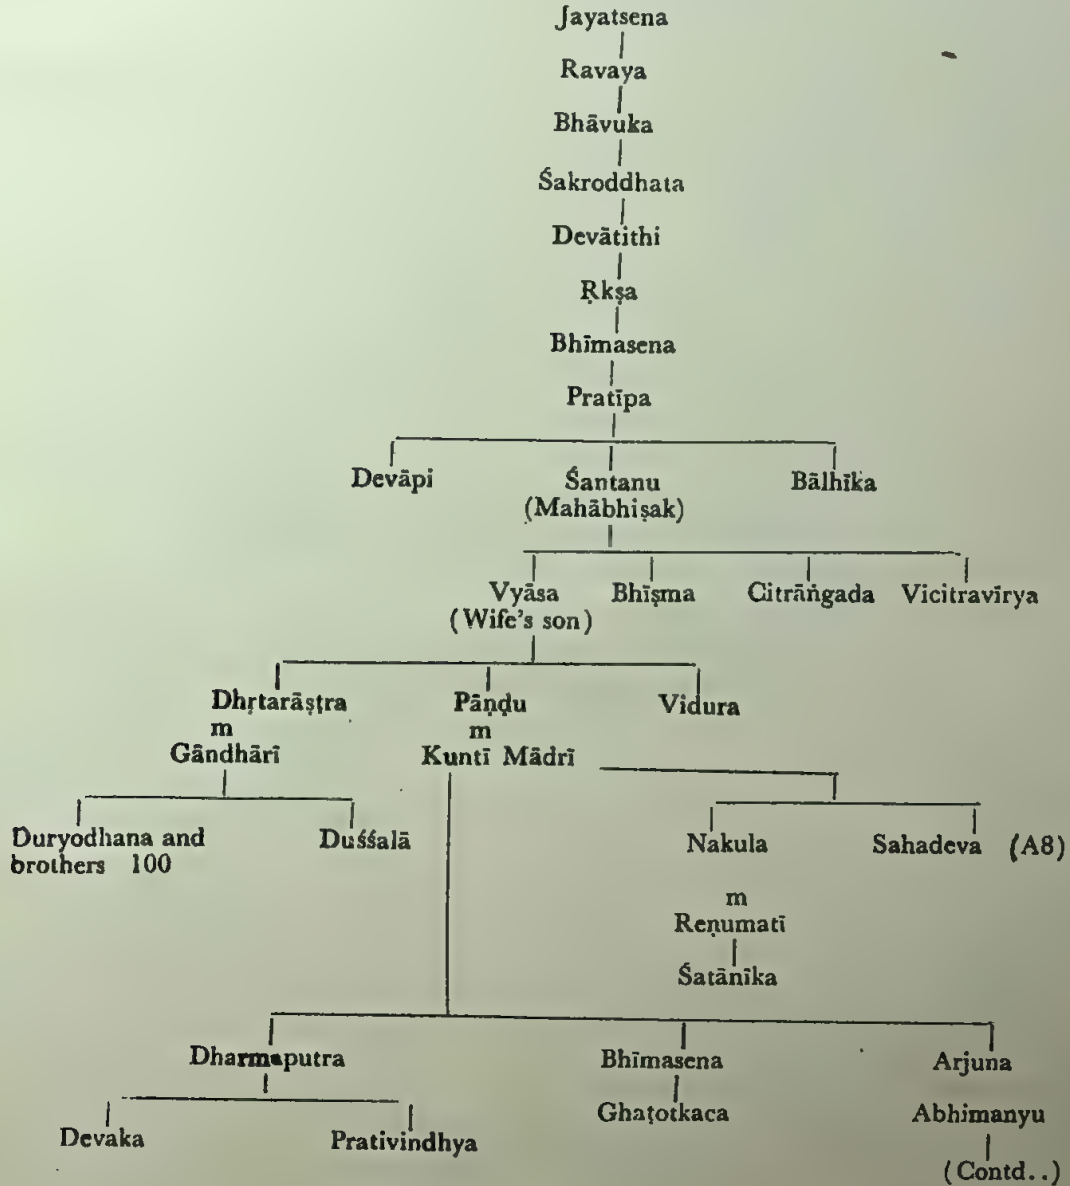 Jayatsena
Ravaya
Bhāvuka
Śakroddhata
Devātithi
Ṛkṣa
Bhīmasena
Pratīpa
Devāpi Śantanu Bālhīka
(Mahābhiṣak)
Vyāsa Bhīṣma Citrāṅgada Vicitravīrya
(Wife's son)
Dhṛtarāṣṭra Pāṇḍu Vidura
m m
Gāndhārī Kuntī Mādrī
Duryodhana and Duśśalā Nakula Sahadeva (A8)
brothers 100
m
Reṇumatī
Śatānīka
Dharmaputra Bhīmasena Arjuna
Ghaṭotkaca Abhimanyu
Devaka Prativindhya
(Contd..)